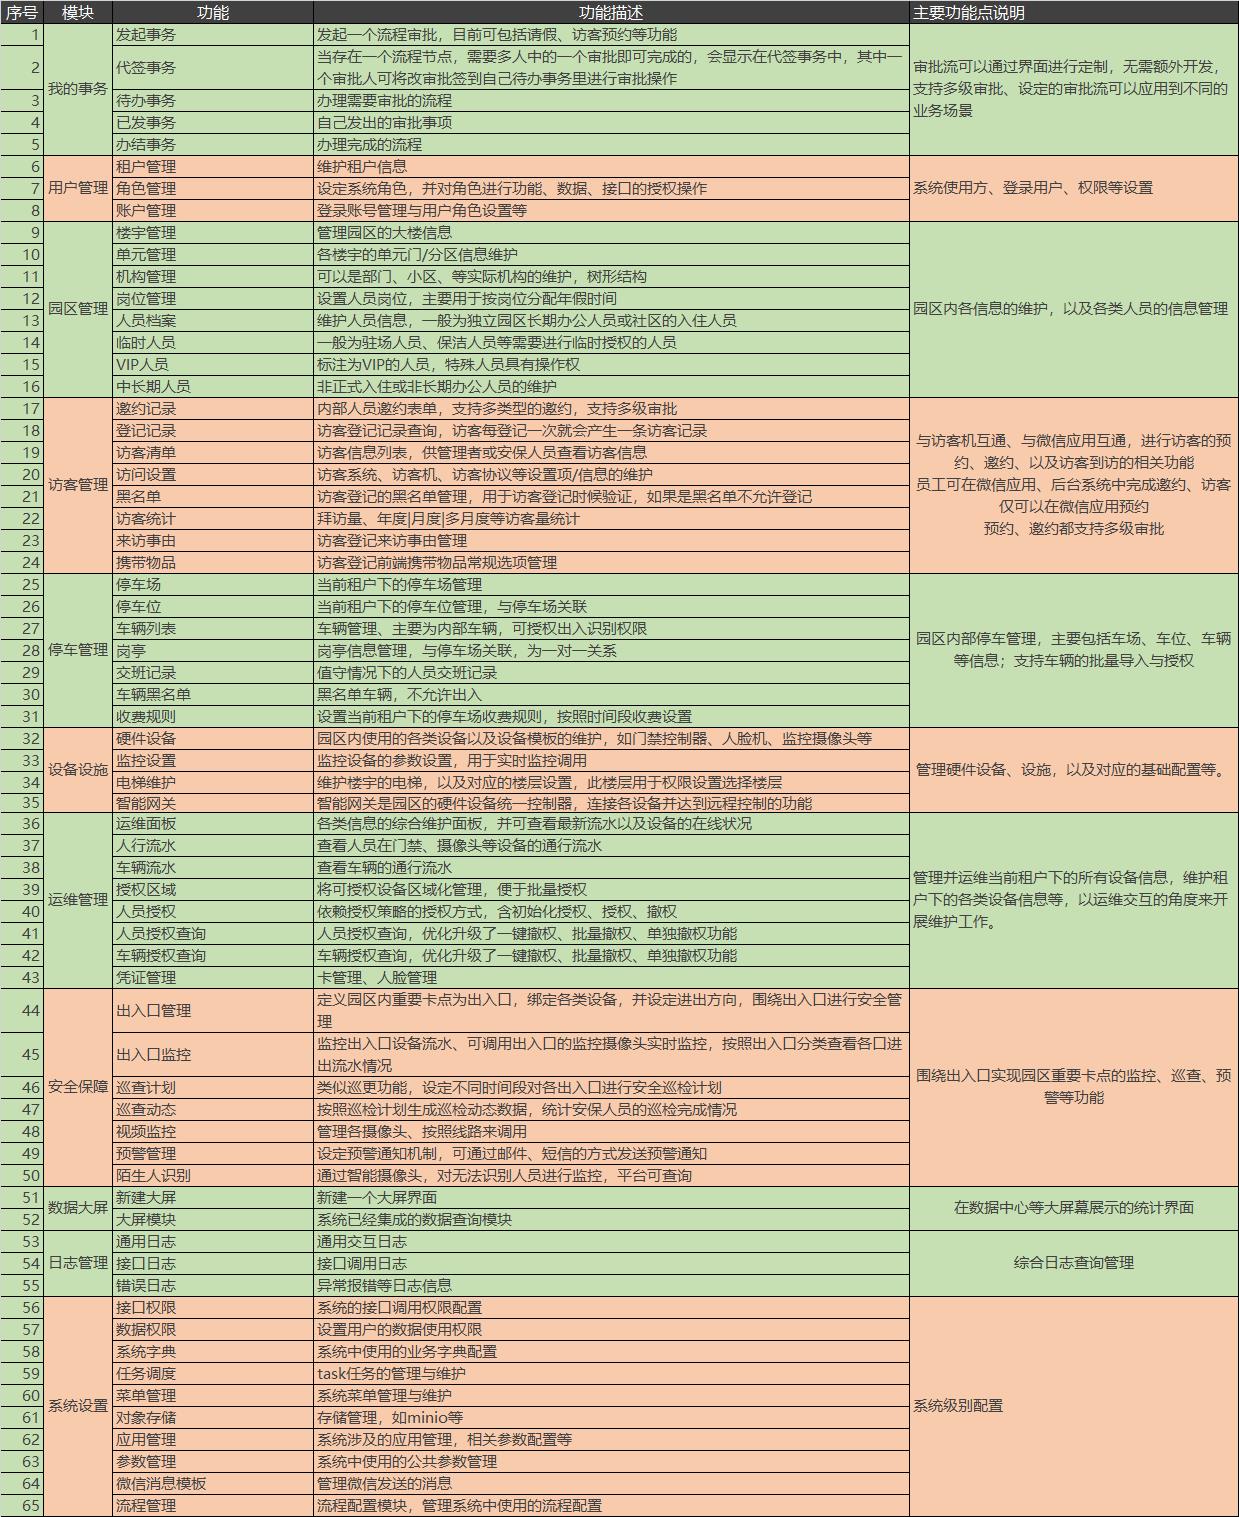 序号 模块 功能 功能描述 主要功能点说明
1 我的事务 发起事务 发起一个流程审批，目前可包括请假、访客预约等功能
2 代签事务 当存在一个流程节点，需要多人中的一个审批即可完成的，会显示在代签事务中，其中一
个审批人可将改审批签到自己待办事务里进行审批操作
3 待办事务 办理需要审批的流程
4 已发事务 自己发出的审批事项
5 办结事务 办理完成的流程
审批流可以通过界面进行定制，无需额外开发，
支持多级审批、设定的审批流可以应用到不同的
业务场景
6 用户管理 租户管理 维护租户信息
7 角色管理 设定系统角色，并对角色进行功能、数据、接口的授权操作
8 账户管理 登录账号管理与用户角色设置等
系统使用方、登录用户、权限等设置
9 园区管理 楼宇管理 管理园区的大楼信息
10 单元管理 各楼宇的单元门/分区信息维护
11 机构管理 可以是部门、小区、等实际机构的维护，树形结构
12 岗位管理 设置人员岗位，主要用于按岗位分配年假时间
13 人员档案 维护人员信息，一般为独立园区长期办公人员或社区的入住人员
14 临时人员 一般为驻场人员、保洁人员等需要进行临时授权的人员
15 VIP人员 标注为VIP的人员，特殊人员具有操作权
16 中长期人员 非正式入住或非长期办公人员的维护
园区内各信息的维护，以及各类人员的信息管理
17 访客管理 邀约记录 内部人员邀约表单，支持多类型的邀约，支持多级审批
18 登记记录 访客登记记录查询，访客每登记一次就会产生一条访客记录
19 访客清单 访客信息列表，供管理者或安保人员查看访客信息
20 访问设置 访客系统、访客机、访客协议等设置项/信息的维护
21 黑名单 访客登记的黑名单管理，用于访客登记时候验证，如果是黑名单不允许登记
22 访客统计 拜访量、年度|月度|多月度等访客量统计
23 来访事由 访客登记来访事由管理
24 携带物品 访客登记前端携带物品常规选项管理
与访客机互通、与微信应用互通，进行访客的预
约、邀约、以及访客到访的相关功能
员工可在微信应用、后台系统中完成邀约、访客
仅可以在微信应用预约
预约、邀约都支持多级审批
25 停车管理 停车场 当前租户下的停车场管理
26 停车位 当前租户下的停车位管理，与停车场关联
27 车辆列表 车辆管理、主要为内部车辆，可授权出入识别权限
28 岗亭 岗亭信息管理，与停车场关联，为一对一关系
29 交班记录 值守情况下的人员交班记录
30 车辆黑名单 黑名单车辆，不允许出入
31 收费规则 设置当前租户下的停车场收费规则，按照时间段收费设置
园区内部停车管理，主要包括车场、车位、车辆
等信息；支持车辆的批量导入与授权
32 设备设施 硬件设备 园区内使用的各类设备以及设备模板的维护，如门禁控制器、人脸机、监控摄像头等
33 监控设置 监控设备的参数设置，用于实时监控调用
34 电梯维护 维护楼宇的电梯，以及对应的楼层设置，此楼层用于权限设置选择楼层
35 智能网关 智能网关是园区的硬件设备统一控制器，连接各设备并达到远程控制的功能
管理硬件设备、设施，以及对应的基础配置等。
36 运维管理 运维面板 各类信息的综合维护面板，并可查看最新流水以及设备的在线状况
37 人行流水 查看人员在门禁、摄像头等设备的通行流水
38 车辆流水 查看车辆的通行流水
39 授权区域 将可授权设备区域化管理，便于批量授权
40 人员授权 依赖授权策略的授权方式，含初始化授权、授权、撤权
41 人员授权查询 人员授权查询，优化升级了一键撤权、批量撤权、单独撤权功能
42 车辆授权查询 车辆授权查询，优化升级了一键撤权、批量撤权、单独撤权功能
43 凭证管理 卡管理、人脸管理
管理并运维当前租户下的所有设备信息，维护租
户下的各类设备信息等，以运维交互的角度来开
展维护工作。
44 安全保障 出入口管理 定义园区内重要卡点为出入口，绑定各类设备，并设定进出方向，围绕出入口进行安全管
理
45 出入口监控 监控出入口设备流水、可调用出入口的监控摄像头实时监控，按照出入口分类查看各口进
出流水情况
46 巡查计划 类似巡更功能，设定不同时间段对各出入口进行安全巡检计划
47 巡查动态 按照巡检计划生成巡检动态数据，统计安保人员的巡检完成情况
48 视频监控 管理各摄像头、按照线路来调用
49 预警管理 设定预警通知机制，可通过邮件、短信的方式发送预警通知
50 陌生人识别 通过智能摄像头，对无法识别人员进行监控，平台可查询
围绕出入口实现园区重要卡点的监控、巡查、预
警等功能
51 数据大屏 新建大屏 新建一个大屏界面
52 大屏模块 系统已经集成的数据查询模块
在数据中心等大屏幕展示的统计界面
53 日志管理 通用日志 通用交互日志
54 接口日志 接口调用日志
55 错误日志 异常报错等日志信息
综合日志查询管理
56 系统设置 接口权限 系统的接口调用权限配置
57 数据权限 设置用户的数据使用权限
58 系统字典 系统中使用的业务字典配置
59 任务调度 task任务的管理与维护
60 菜单管理 系统菜单管理与维护
61 对象存储 存储管理，如minio等
62 应用管理 系统涉及的应用管理，相关参数配置等
63 参数管理 系统中使用的公共参数管理
64 微信消息模板 管理微信发送的消息
65 流程管理 流程配置模块，管理系统中使用的流程配置
系统级别配置